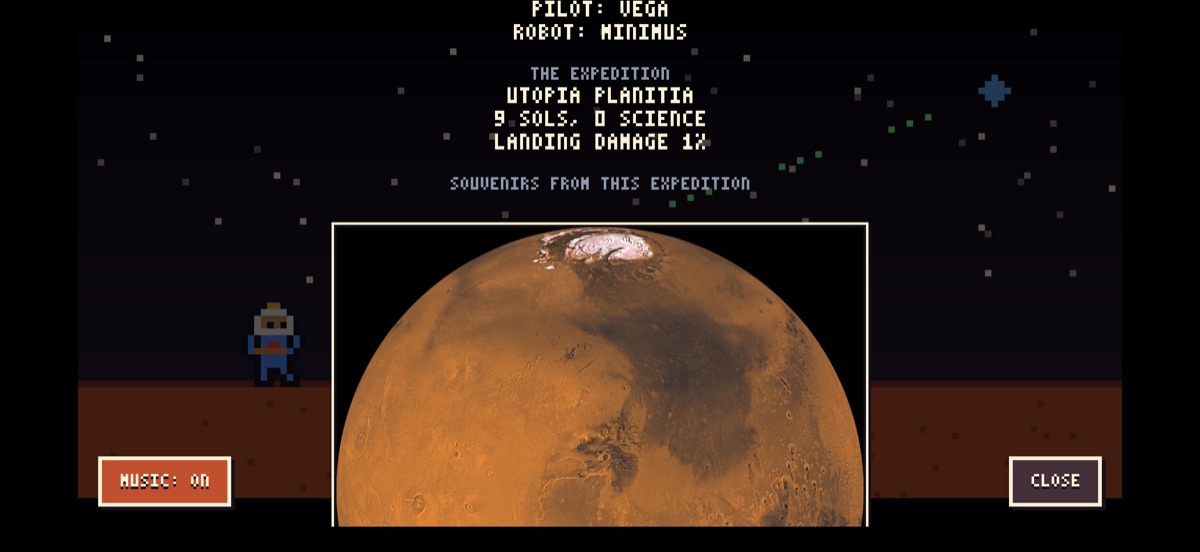 PILOT: VEGA
ROBOT: MINIMUS
THE EXPEDITION
UTOPIA PLANITIA
9 SOLS, 0 SCIENCE
LANDING DAMAGE 1%
SOUVENIRS FROM THIS EXPEDITION
MUSIC: ON
CLOSE